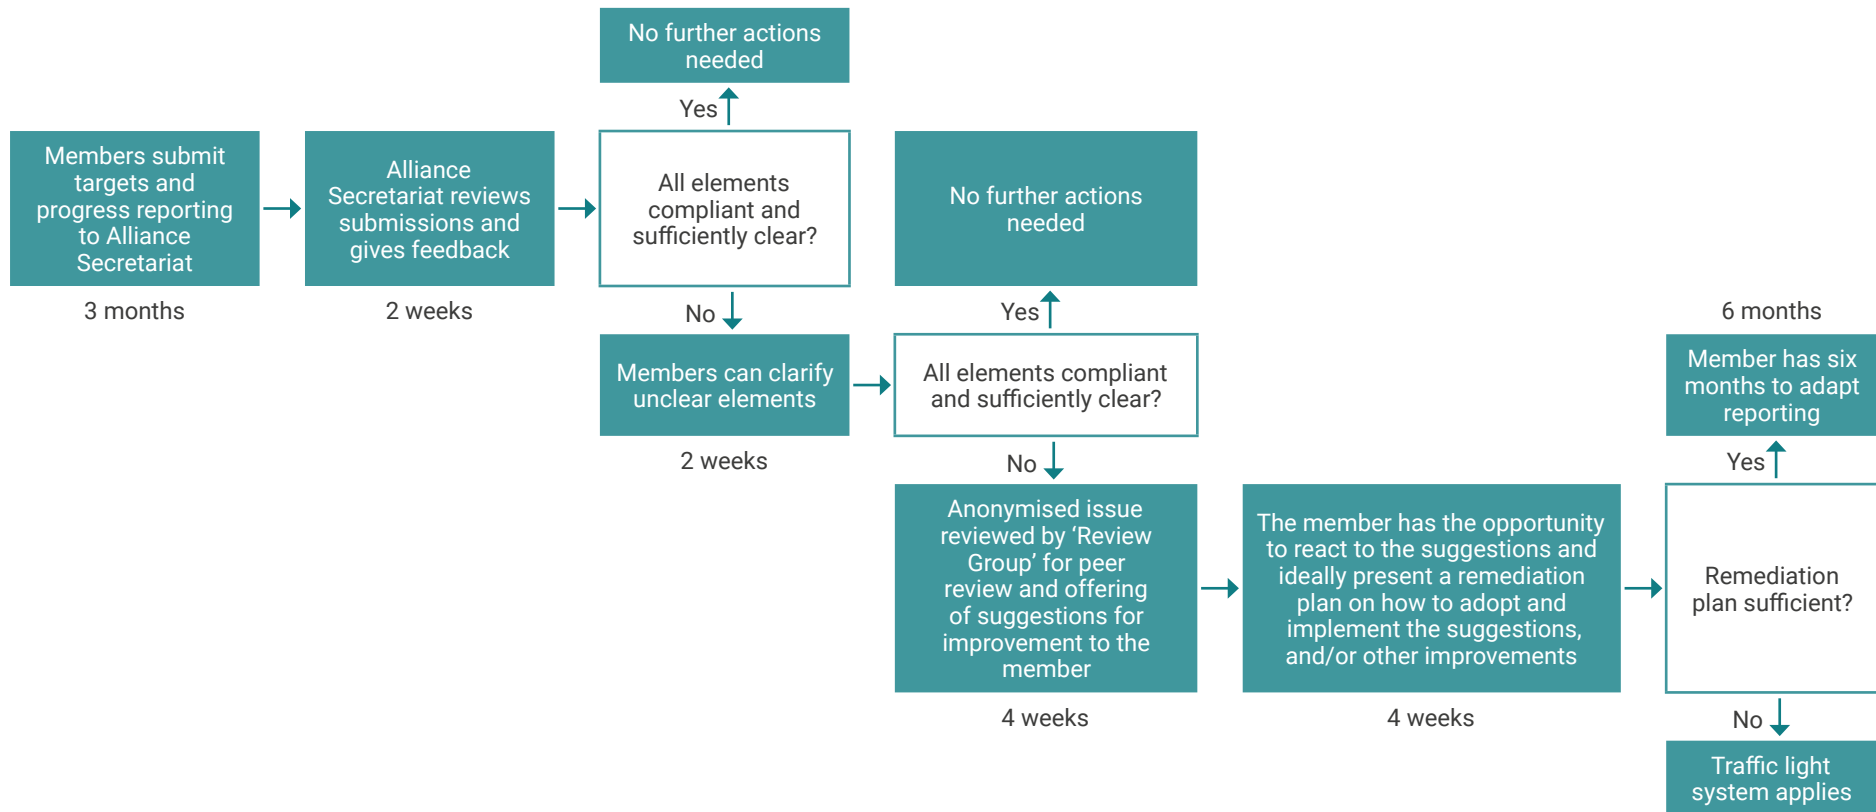 No further actions
needed
Yes
Members submit
targets and
progress reporting
to Alliance
Secretariat
3 months
Alliance
Secretariat reviews
submissions and
gives feedback
2 weeks
All elements
compliant and
sufficiently clear?
No
Members can clarify
unclear elements
2 weeks
No further actions
needed
Yes
All elements compliant
and sufficiently clear?
No
Anonymised issue
reviewed by ‘Review
Group’ for peer
review and offering
of suggestions for
improvement to the
member
4 weeks
The member has the opportunity
to react to the suggestions and
ideally present a remediation
plan on how to adopt and
implement the suggestions,
and/or other improvements
4 weeks
6 months
Member has six
months to adapt
reporting
Yes
Remediation
plan sufficient?
No
Traffic light
system applies